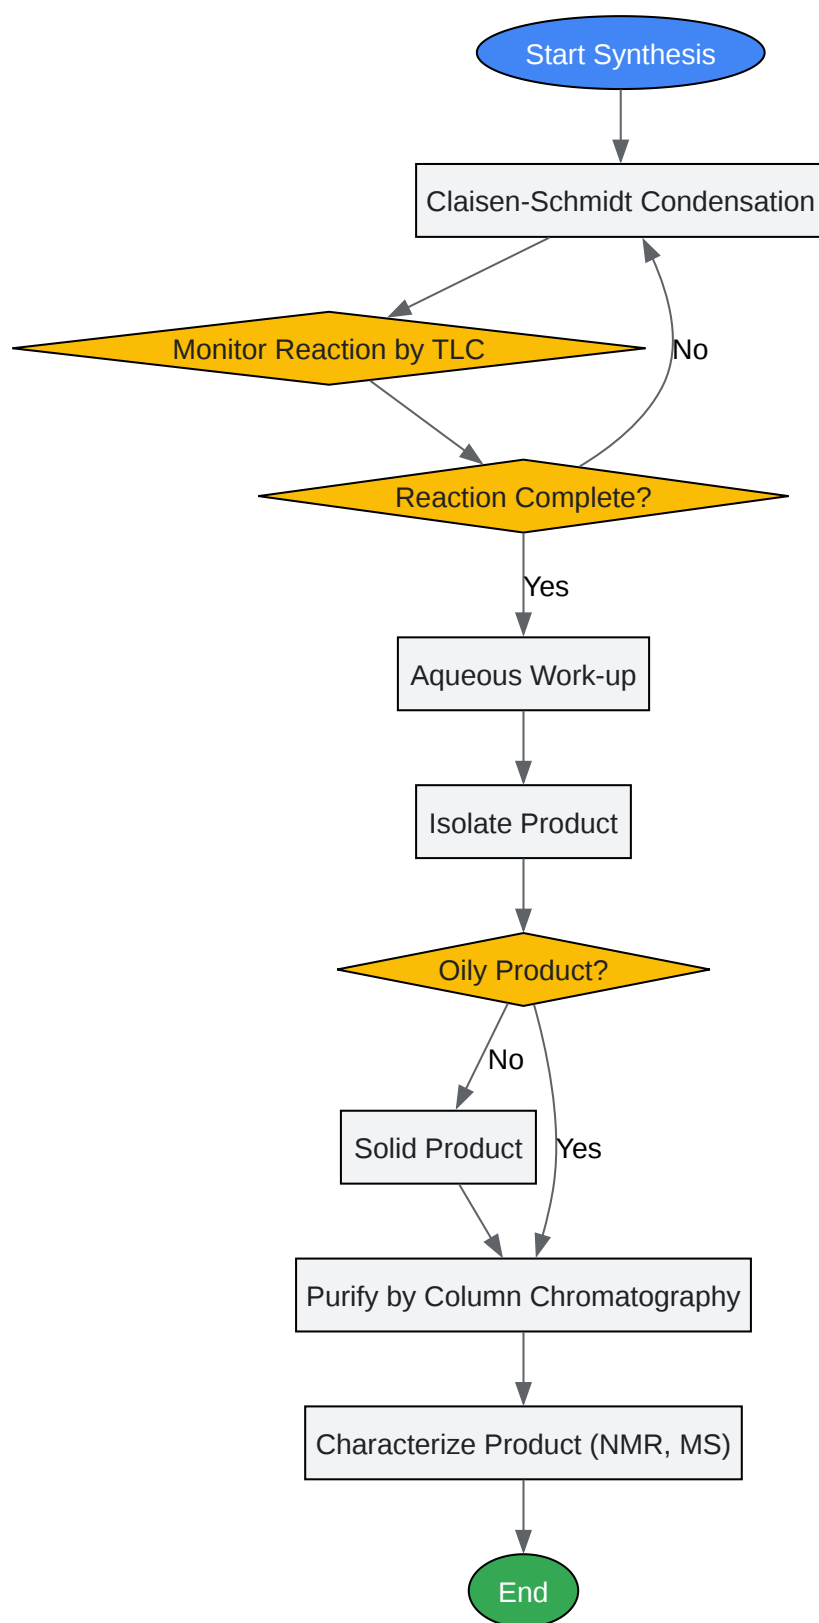 Start Synthesis
Claisen-Schmidt Condensation
Monitor Reaction by TLC
No
Reaction Complete?
Yes
Aqueous Work-up
Isolate Product
Oily Product?
No
Solid Product
Yes
Purify by Column Chromatography
Characterize Product (NMR, MS)
End